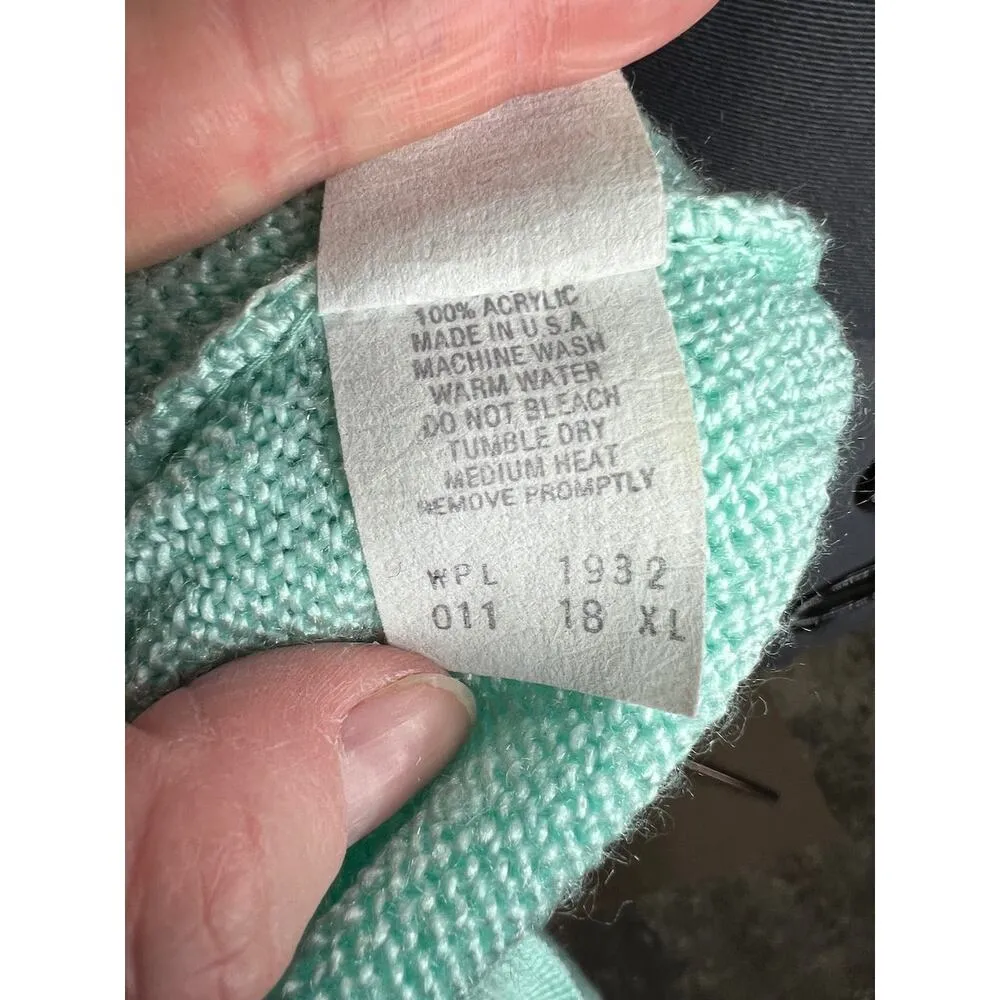 100% ACRYLIC
MADE IN U.S.A
MACHINE WASH
WARM WATER
DO NOT BLEACH
TUMBLE DRY
MEDIUM HEAT
REMOVE PROMPTLY
WPL 1932
011 18 XL